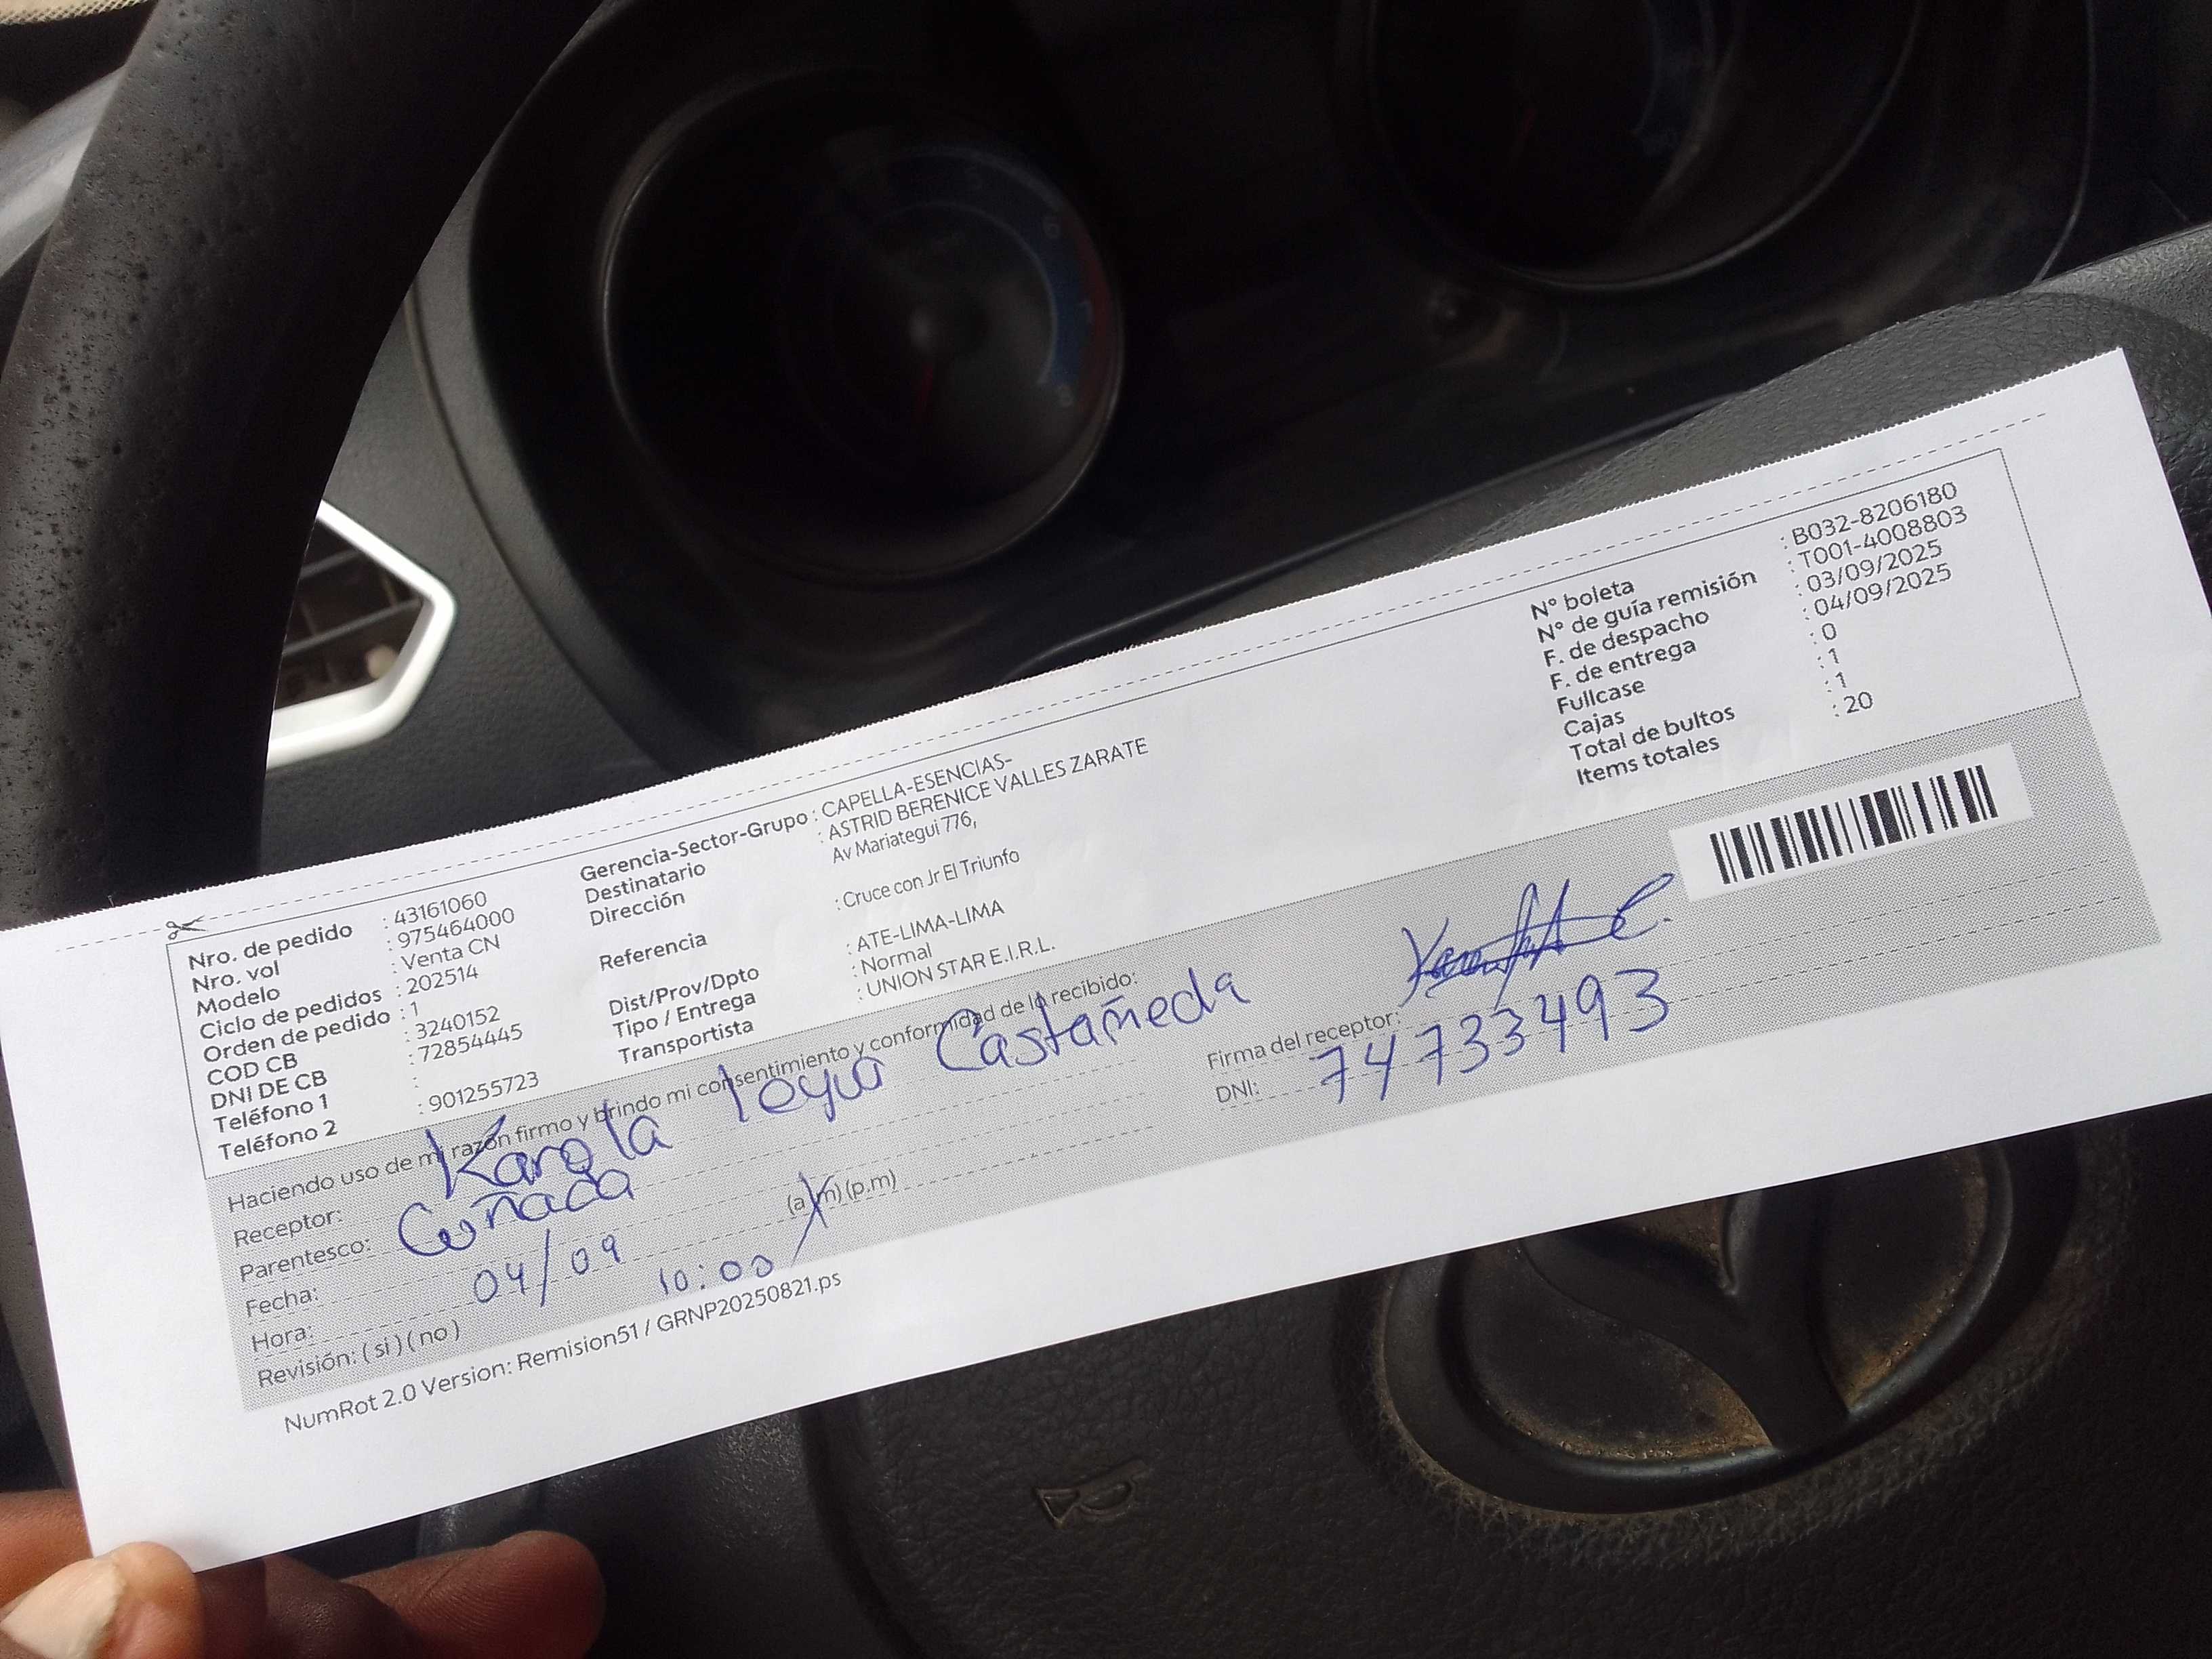 Nro. de pedido : 43161060
Nro. vol : 975464000
Modelo : Venta CN
Ciclo de pedidos : 202514
Orden de pedido : 1
COD CB : 3240152
DNI DE CB : 72854445
Teléfono 1 :
Teléfono 2 : 901255723
Gerencia-Sector-Grupo : CAPELLA-ESENCIAS-
Destinatario : ASTRID BERENICE VALLES ZARATE
Dirección Av Mariategui 776,
Referencia : Cruce con Jr El Triunfo
Dist/Prov/Dpto : ATE-LIMA-LIMA
Tipo / Entrega : Normal
Transportista : UNION STAR E.I.R.L.
N° boleta : B032-8206180
N° de guía remisión : T001-4008803
F. de despacho : 03/09/2025
F. de entrega : 04/09/2025
Fullcase : 0
Cajas : 1
Total de bultos : 1
Items totales : 20
Haciendo uso de mi razón firmo y brindo mi consentimiento y conformidad de lo recibido:
Receptor: Castañeda
Parentesco: Cuñada
Fecha: 04/09
Hora: 10:00 (a.m) (p.m)
Revisión: ( si ) ( no )
Firma del receptor:
DNI: 74733493
NumRot 2.0 Version: Remision51 / GRNP20250821.ps